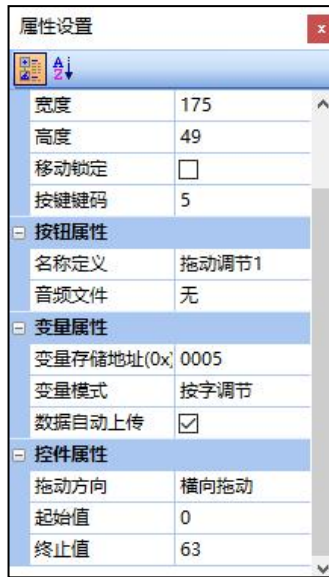 属性设置 x
宽度 175
高度 49
移动锁定
按键键码 5
按钮属性
名称定义 拖动调节1
音频文件 无
变量属性
变量存储地址(0x) 0005
变量模式 按字调节
数据自动上传
控件属性
拖动方向 横向拖动
起始值 0
终止值 63